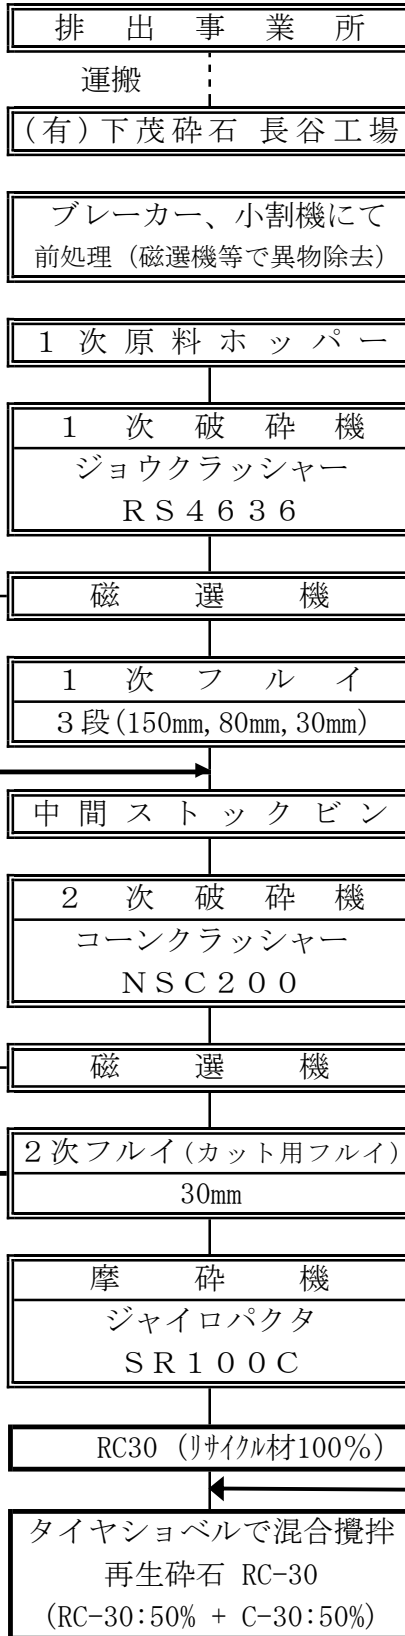 排出事業所
運搬
(有)下茂砕石 長谷工場
ブレーカー、小割機にて
前処理（磁選機等で異物除去）
１次原料ホッパー
１次破砕機
ジョウクラッシャー
ＲＳ４６３６
磁選機
１次フルイ
３段(150mm,80mm,30mm)
中間ストックビン
２次破砕機
コーンクラッシャー
ＮＳＣ２００
磁選機
２次フルイ(カット用フルイ)
30mm
摩砕機
ジャイロパクタ
ＳＲ１００Ｃ
RC30（ﾘｻｲｸﾙ材100%）
タイヤショベルで混合攪拌
再生砕石 RC-30
(RC-30:50% + C-30:50%)